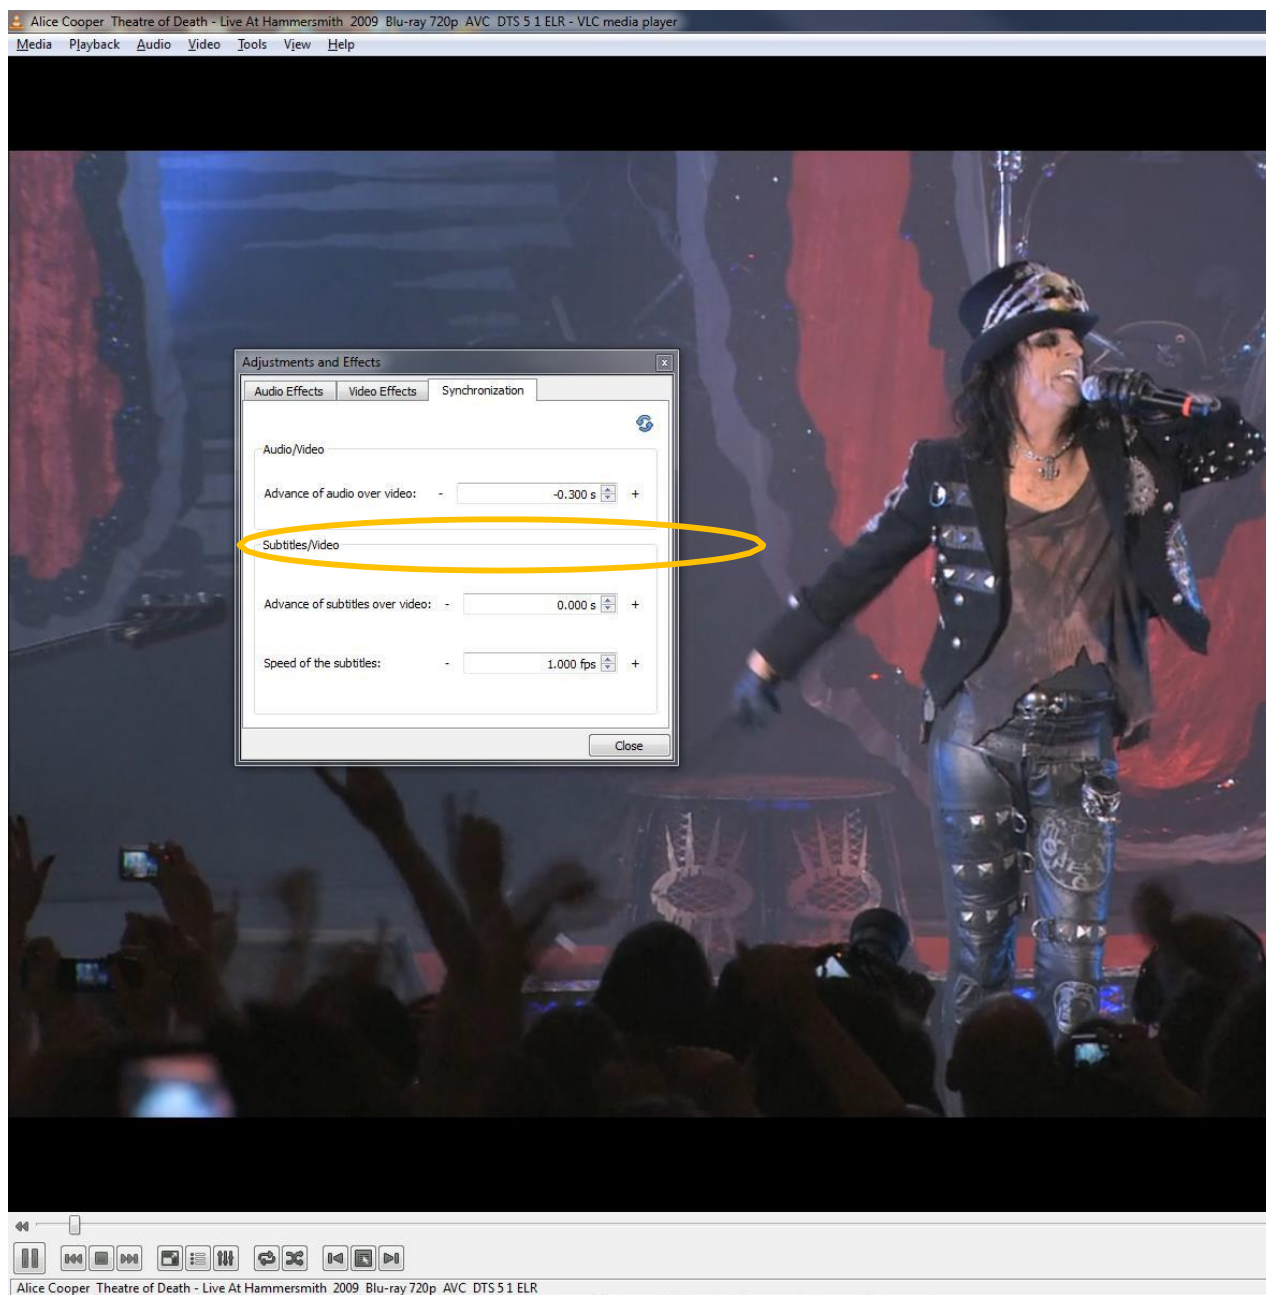 Alice Cooper Theatre of Death - Live At Hammersmith 2009 Blu-ray 720p AVC DTS 5 1 ELR - VLC media player
Media Playback Audio Video Tools View Help
Adjustments and Effects
Audio Effects Video Effects Synchronization
Audio/Video
Advance of audio over video: - -0.300 s +
Subtitles/Video
Advance of subtitles over video: - 0.000 s +
Speed of the subtitles: - 1.000 fps +
Close
Alice Cooper Theatre of Death - Live At Hammersmith 2009 Blu-ray 720p AVC DTS 5 1 ELR